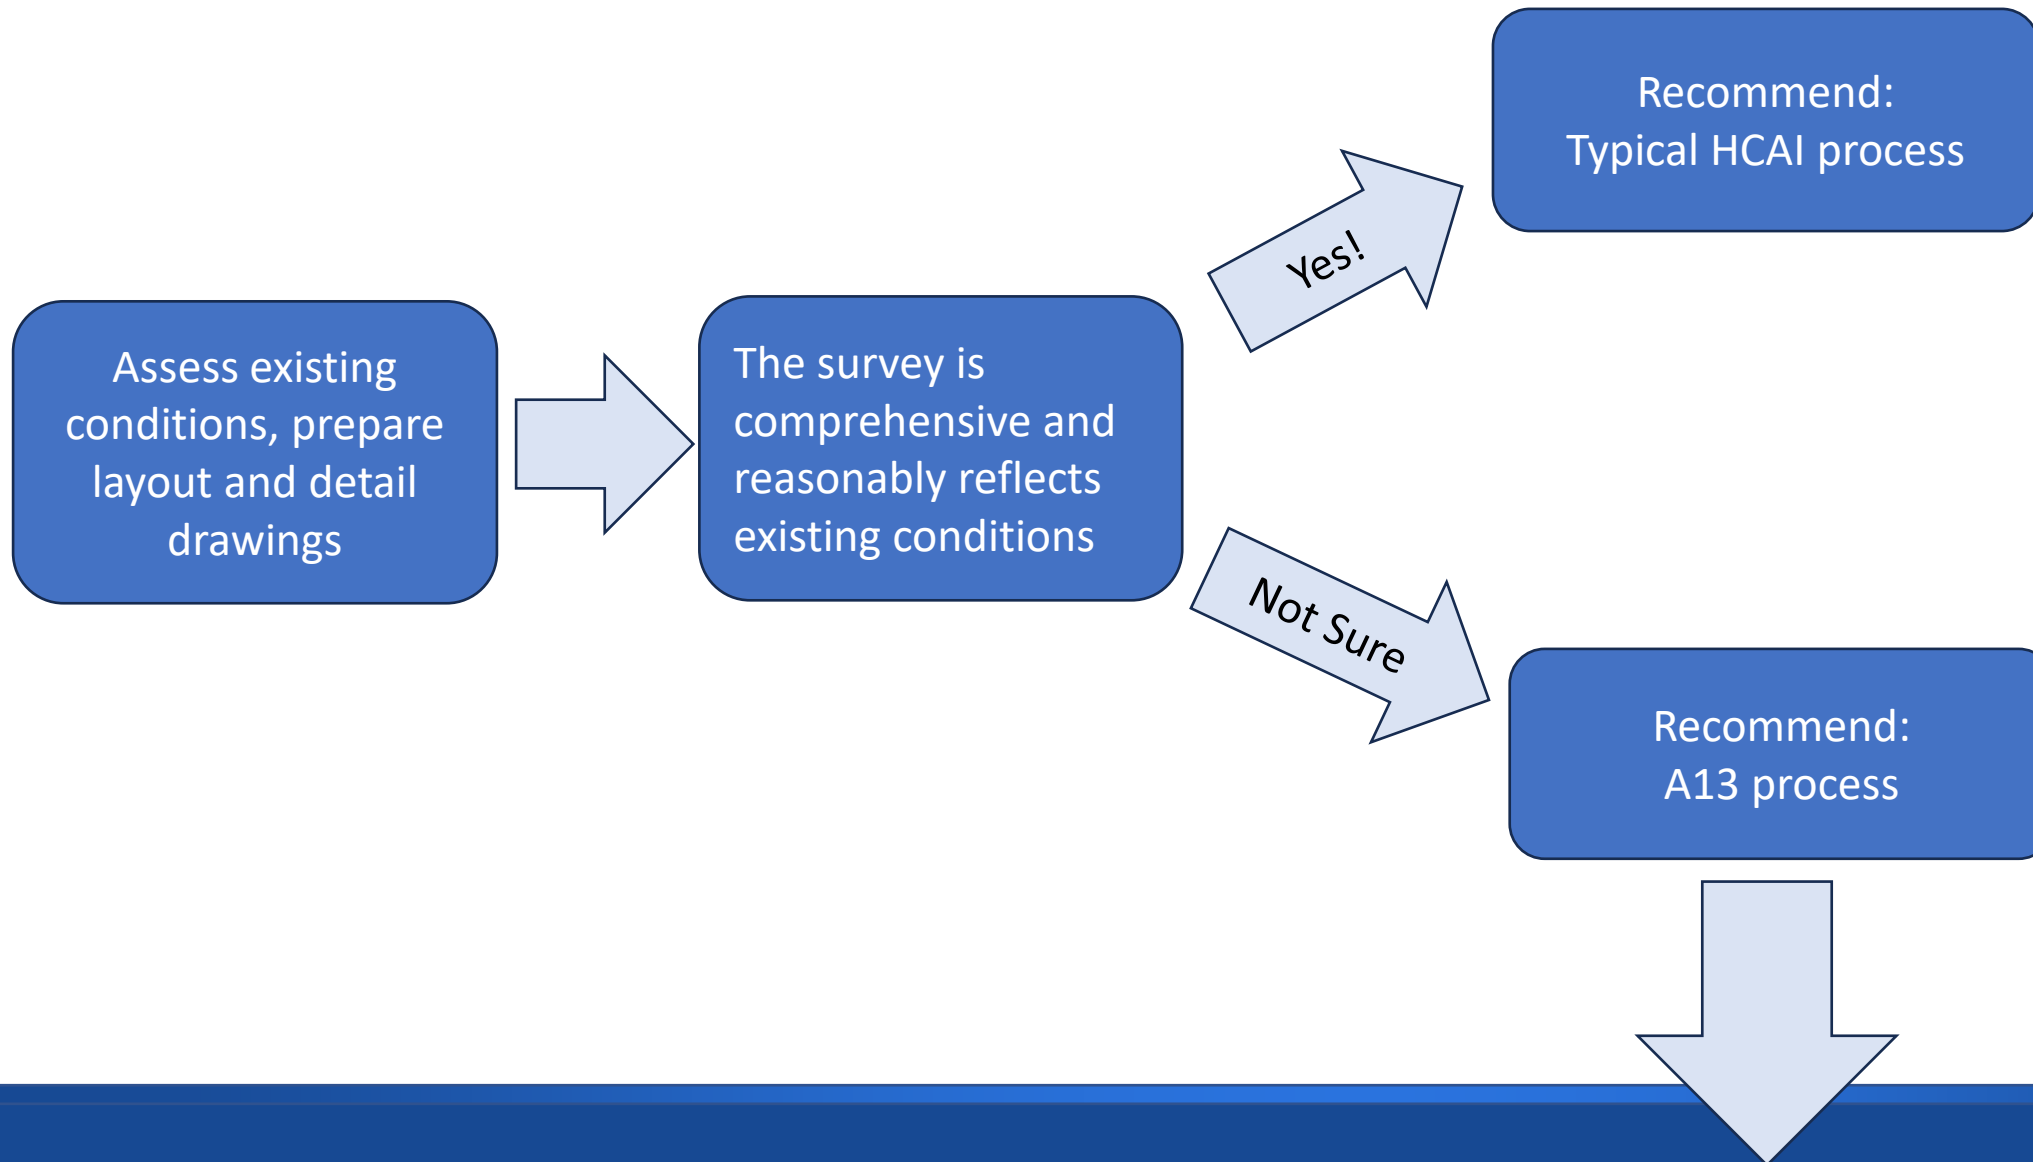 Assess existing
conditions, prepare
layout and detail
drawings
The survey is
comprehensive and
reasonably reflects
existing conditions
Yes!
Recommend:
Typical HCAI process
Not Sure
Recommend:
A13 process